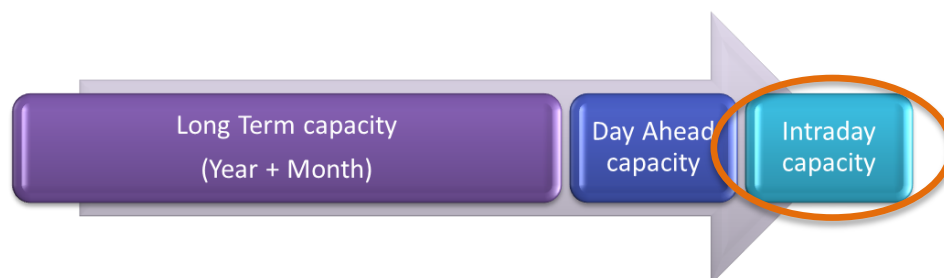 Long Term capacity
(Year + Month)
Day Ahead
capacity
Intraday
capacity